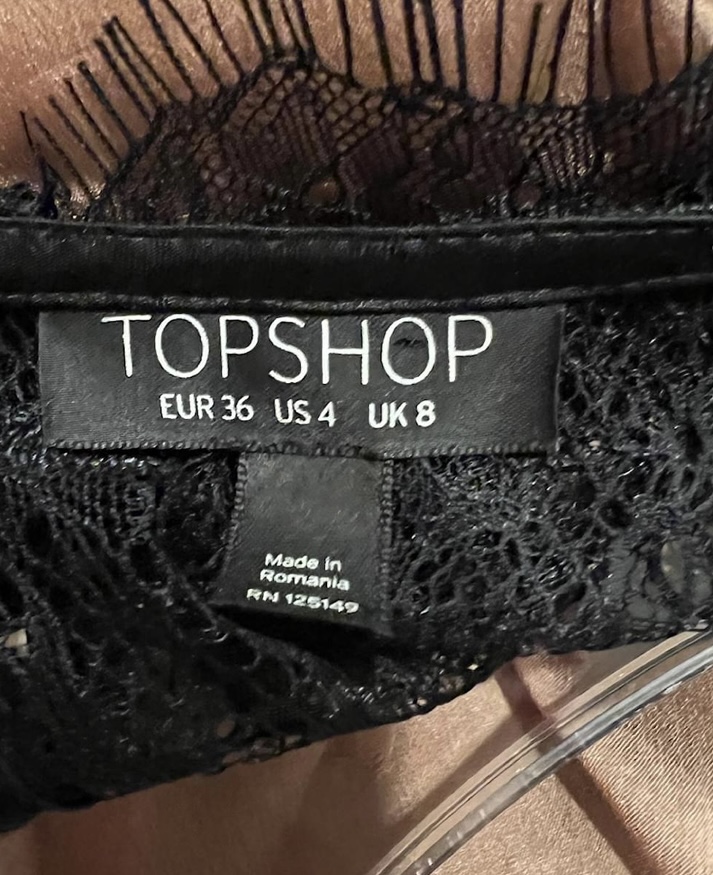 TOPSHOP
EUR 36 US 4 UK 8
Made in
Romania
RN 125149